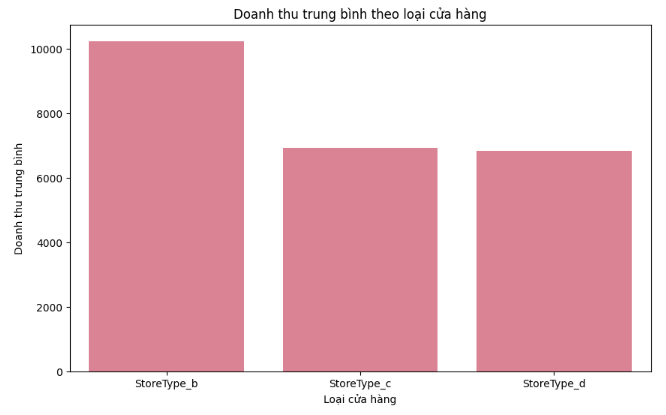 Doanh thu trung bình theo loại cửa hàng
Doanh thu trung bình
10000
8000
6000
4000
2000
0
StoreType_b
StoreType_c
StoreType_d
Loại cửa hàng